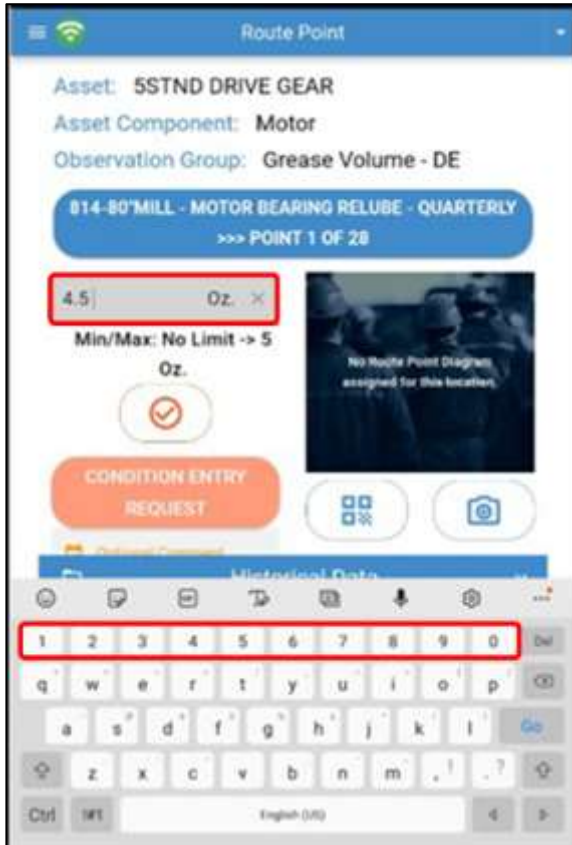 Route Point
Asset: 5STND DRIVE GEAR
Asset Component: Motor
Observation Group: Grease Volume - DE
814-80"MILL - MOTOR BEARING RELUBE - QUARTERLY
>>> POINT 1 OF 28
4.5 Oz. ×
Min/Max: No Limit -> 5
Oz.
No Route Point Diagram
assigned for this location.
CONDITION ENTRY
REQUEST
Optional Comment
Historical Data
1 2 3 4 5 6 7 8 9 0 Del
q w e r t y u i o p
a s d f g h j k l Go
z x c v b n m , ! . ?
Ctrl !#1 English (US)